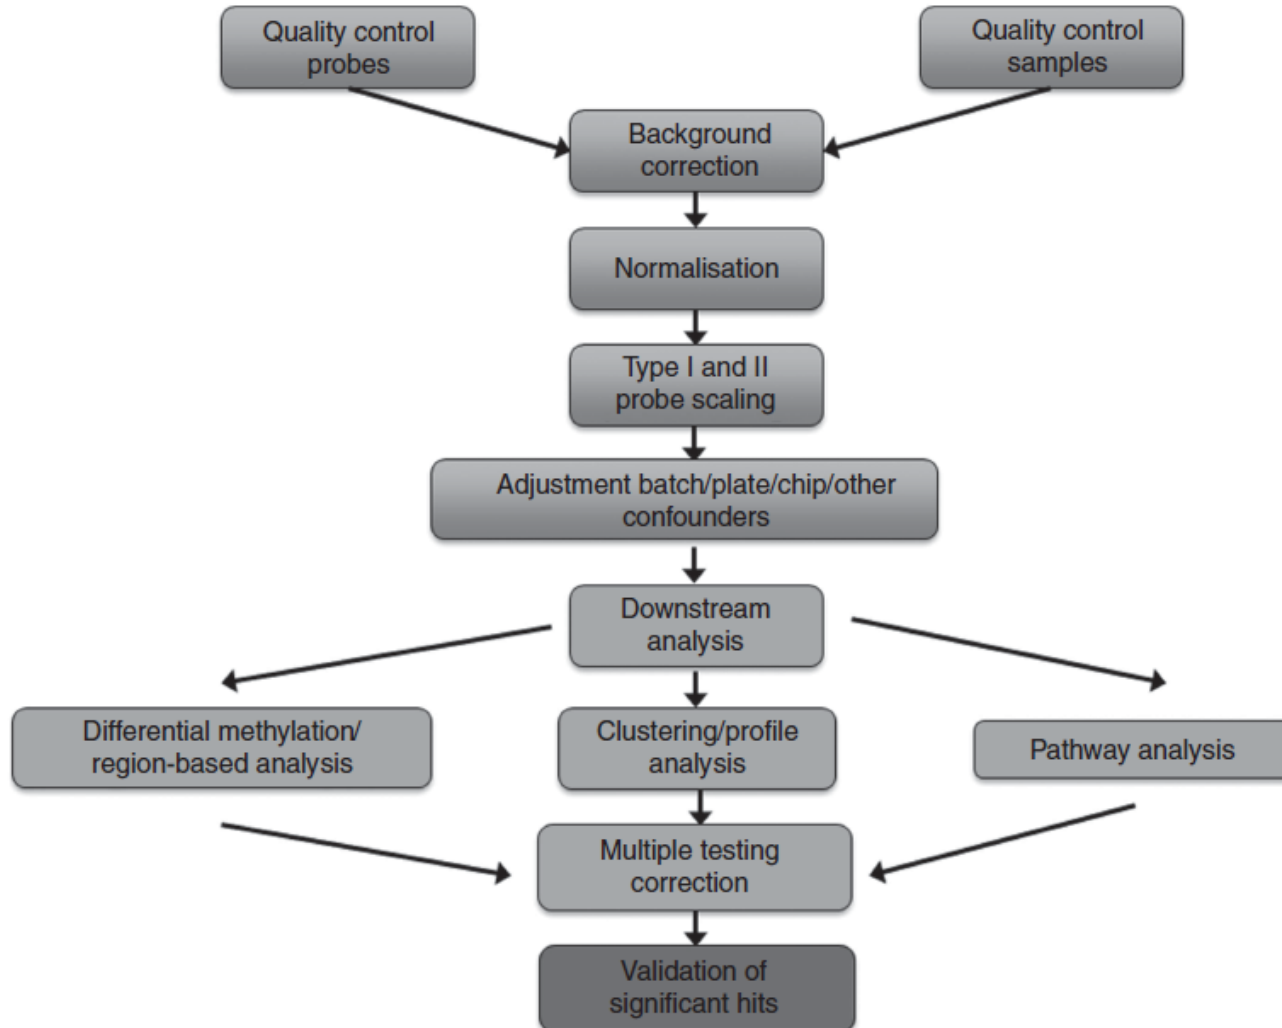 Quality control
probes
Quality control
samples
Background
correction
Normalisation
Type I and II
probe scaling
Adjustment batch/plate/chip/other
confounders
Downstream
analysis
Differential methylation/
region-based analysis
Clustering/profile
analysis
Pathway analysis
Multiple testing
correction
Validation of
significant hits